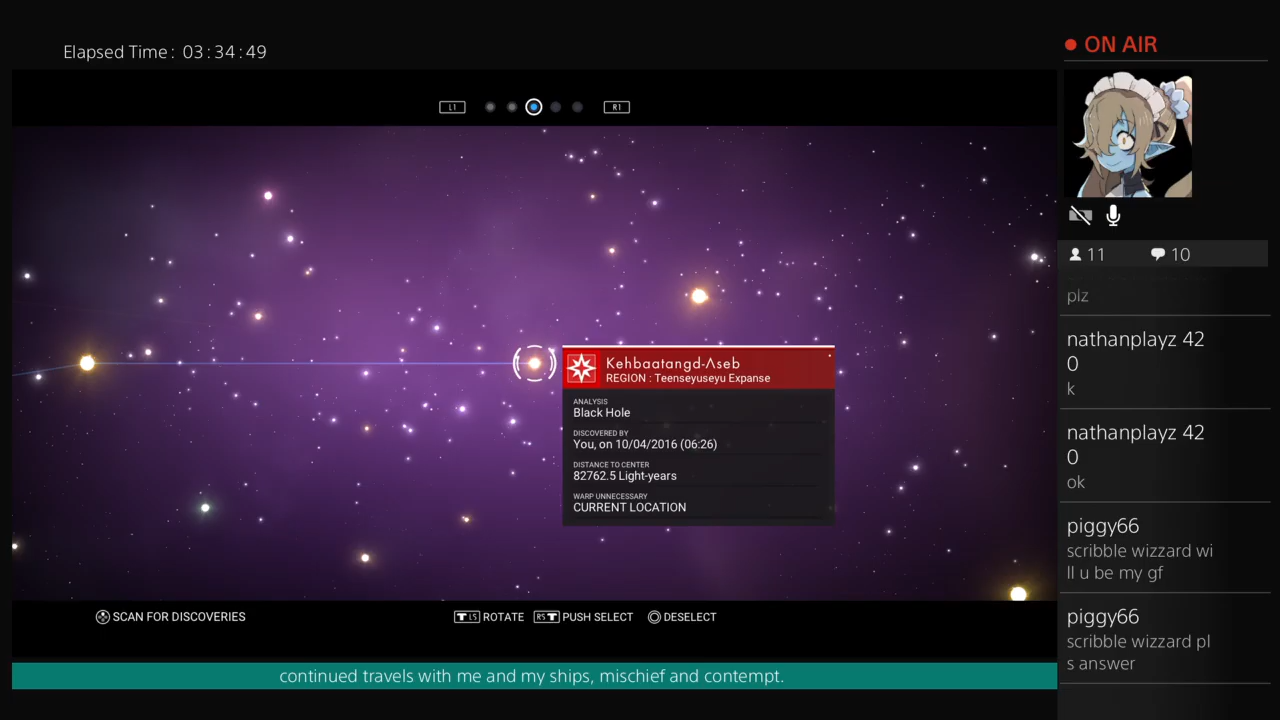 Elapsed Time: 03:34:49
ON AIR
L1
R1
11
10
plz
nathanplayz 42
0
k
nathanplayz 42
0
ok
piggy66
scribble wizzard wi
ll u be my gf
piggy66
scribble wizzard pl
s answer
Kehbaatangd-Aseb
REGION : Teenseyuseyu Expanse
ANALYSIS
Black Hole
DISCOVERED BY
You, on 10/04/2016 (06:26)
DISTANCE TO CENTER
82762.5 Light-years
WARP UNNECESSARY
CURRENT LOCATION
SCAN FOR DISCOVERIES
LS ROTATE RS PUSH SELECT DESELECT
continued travels with me and my ships, mischief and contempt.